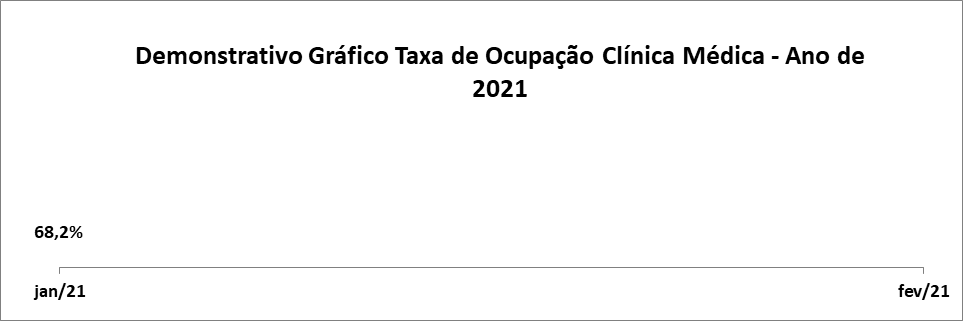 Demonstrativo Gráfico Taxa de Ocupação Clínica Médica - Ano de
2021
68,2%
jan/21
fev/21